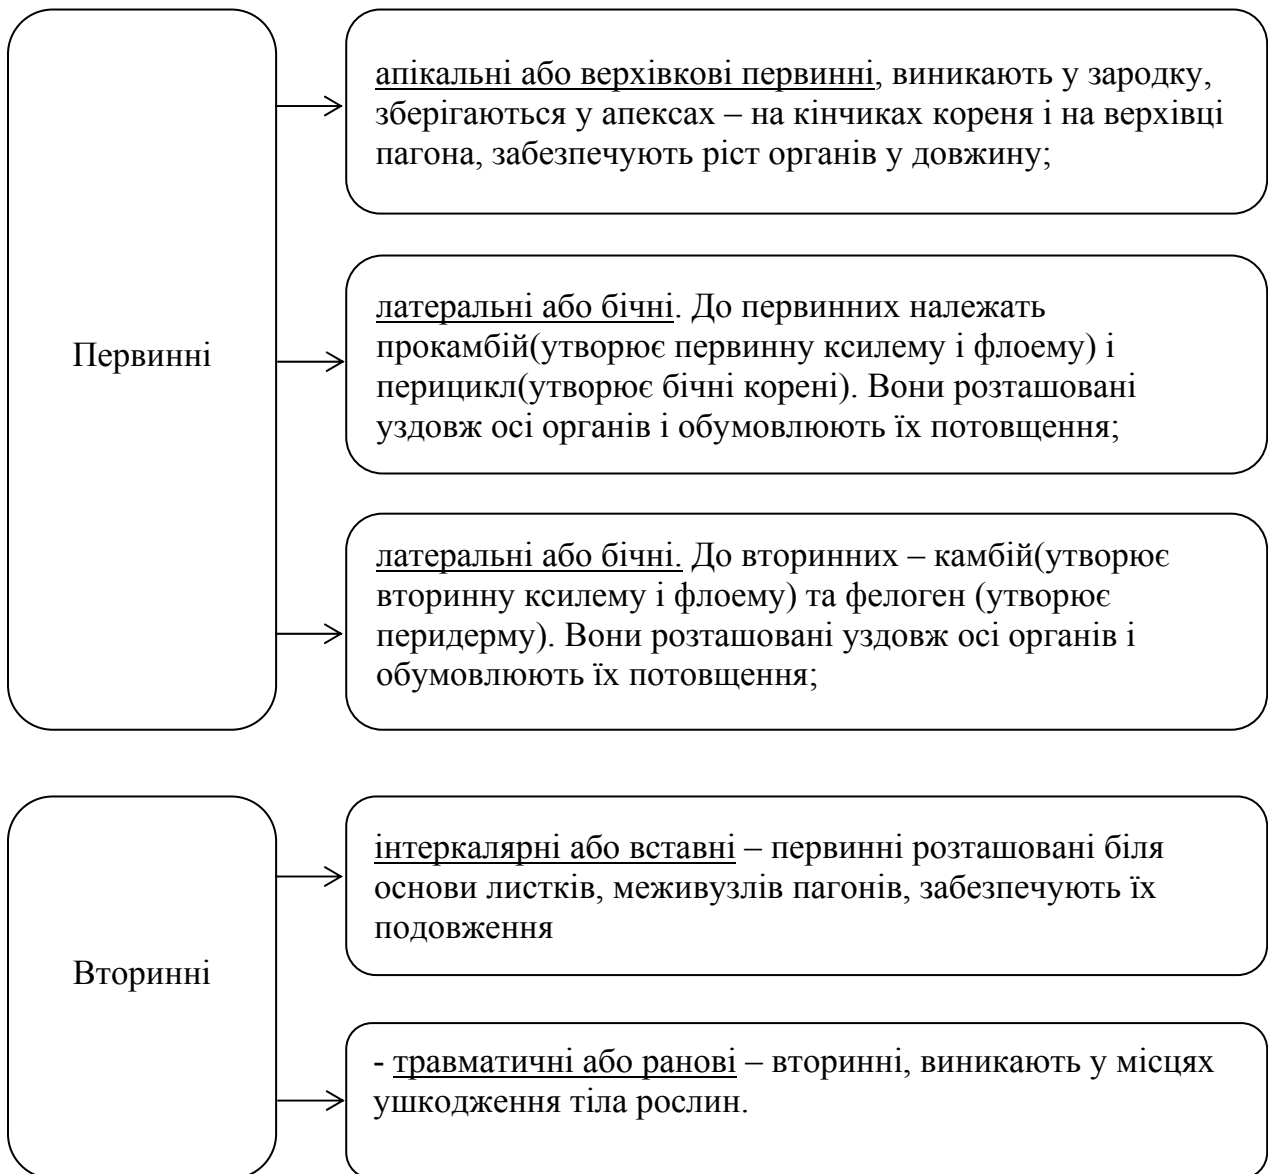 апікальні або верхівкові первинні, виникають у зародку,
зберігаються у апексах – на кінчиках кореня і на верхівці
пагона, забезпечують ріст органів у довжину;
Первинні
латеральні або бічні. До первинних належать
прокамбій(утворює первинну ксилему і флоему) і
перицикл(утворює бічні корені). Вони розташовані
уздовж осі органів і обумовлюють їх потовщення;
латеральні або бічні. До вторинних – камбій(утворює
вторинну ксилему і флоему) та фелоген (утворює
перидерму). Вони розташовані уздовж осі органів і
обумовлюють їх потовщення;
Вторинні
інтеркалярні або вставні – первинні розташовані біля
основи листків, меживузлів пагонів, забезпечують їх
подовження
- травматичні або ранові – вторинні, виникають у місцях
ушкодження тіла рослин.